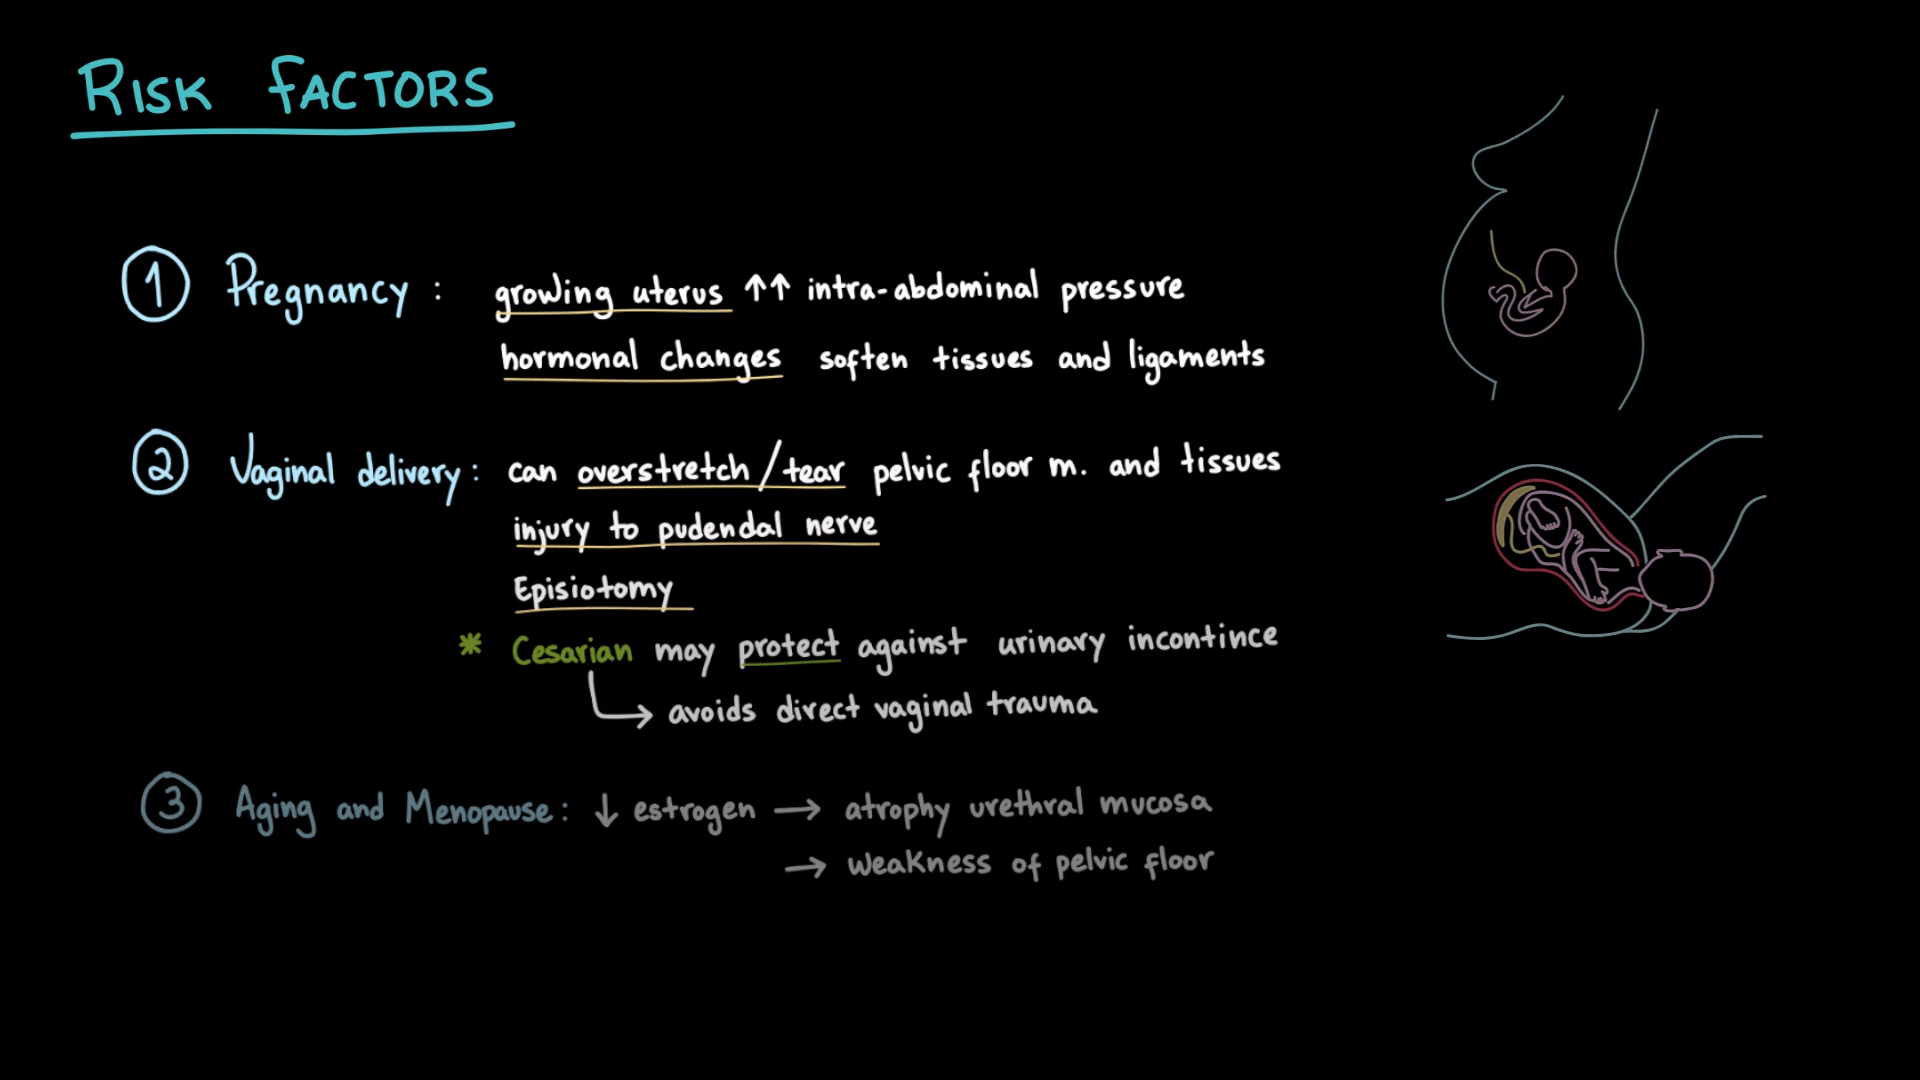 RISK FACTORS
1 Pregnancy: growing uterus ↑↑ intra-abdominal pressure
hormonal changes soften tissues and ligaments
2 Vaginal delivery: can overstretch/tear pelvic floor m. and tissues
injury to pudendal nerve
Episiotomy
* Cesarian may protect against urinary incontince
→ avoids direct vaginal trauma
3 Aging and Menopause: ↓ estrogen → atrophy urethral mucosa
→ weakness of pelvic floor